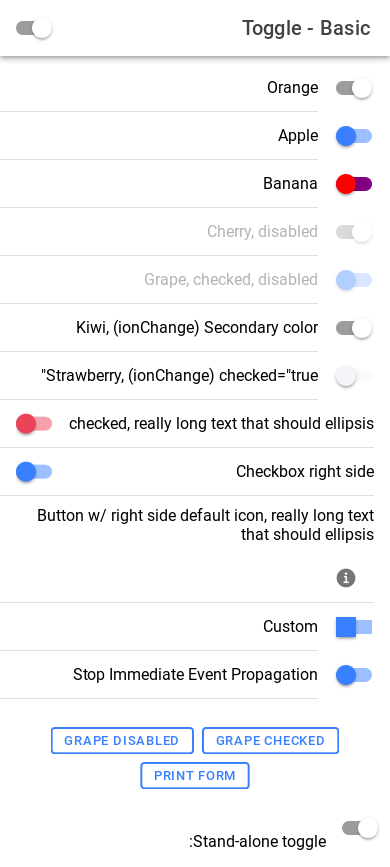 Toggle - Basic
Orange
Apple
Banana
Cherry, disabled
Grape, checked, disabled
Kiwi, (ionChange) Secondary color
"Strawberry, (ionChange) checked="true
checked, really long text that should ellipsis
Checkbox right side
Button w/ right side default icon, really long text
that should ellipsis
Custom
Stop Immediate Event Propagation
GRAPE DISABLED
GRAPE CHECKED
PRINT FORM
:Stand-alone toggle